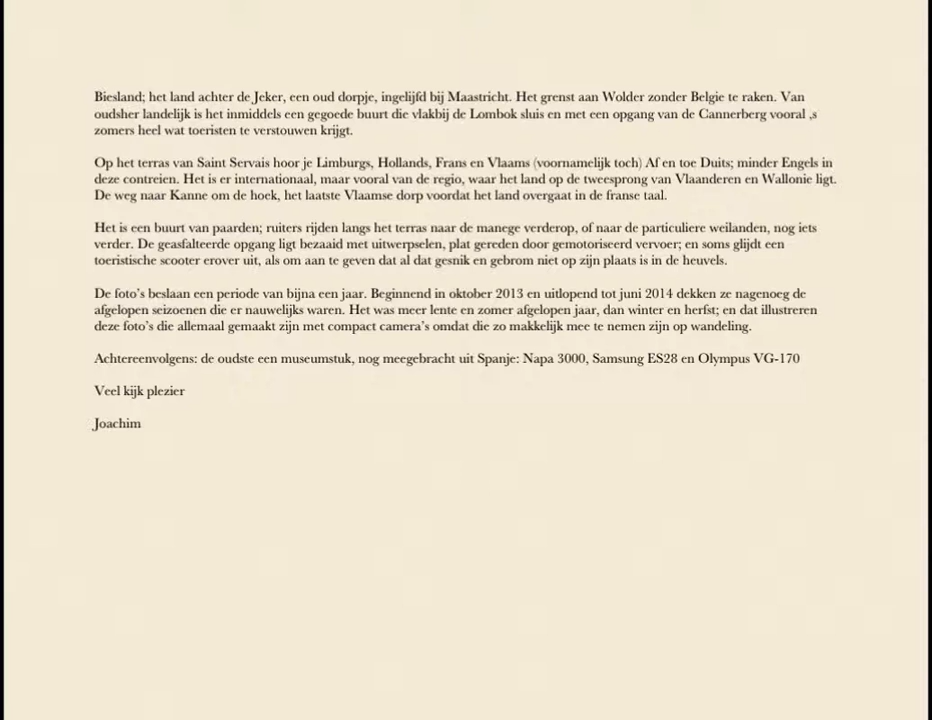 Biesland; het land achter de Jeker, een oud dorpje, ingelijfd bij Maastricht. Het grenst aan Wolder zonder Belgie te raken. Van
oudsher landelijk is het inmiddels een gegoede buurt die vlakbij de Lombok sluis en met een opgang van de Cannerberg vooral ,s
zomers heel wat toeristen te verstouwen krijgt.
Op het terras van Saint Servais hoor je Limburgs, Hollands, Frans en Vlaams (voornamelijk toch) Af en toe Duits; minder Engels in
deze contreien. Het is er internationaal, maar vooral van de regio, waar het land op de tweesprong van Vlaanderen en Wallonie ligt.
De weg naar Kanne om de hoek, het laatste Vlaamse dorp voordat het land overgaat in de franse taal.
Het is een buurt van paarden; ruiters rijden langs het terras naar de manege verderop, of naar de particuliere weilanden, nog iets
verder. De geasfalteerde opgang ligt bezaaid met uitwerpselen, plat gereden door gemotoriseerd vervoer; en soms glijdt een
toeristische scooter erover uit, als om aan te geven dat al dat gesnik en gebrom niet op zijn plaats is in de heuvels.
De foto's beslaan een periode van bijna een jaar. Beginnend in oktober 2013 en uitlopend tot juni 2014 dekken ze nagenoeg de
afgelopen seizoenen die er nauwelijks waren. Het was meer lente en zomer afgelopen jaar, dan winter en herfst; en dat illustreren
deze foto's die allemaal gemaakt zijn met compact camera's omdat die zo makkelijk mee te nemen zijn op wandeling.
Achtereenvolgens: de oudste een museumstuk, nog meegebracht uit Spanje: Napa 3000, Samsung ES28 en Olympus VG-170
Veel kijk plezier
Joachim